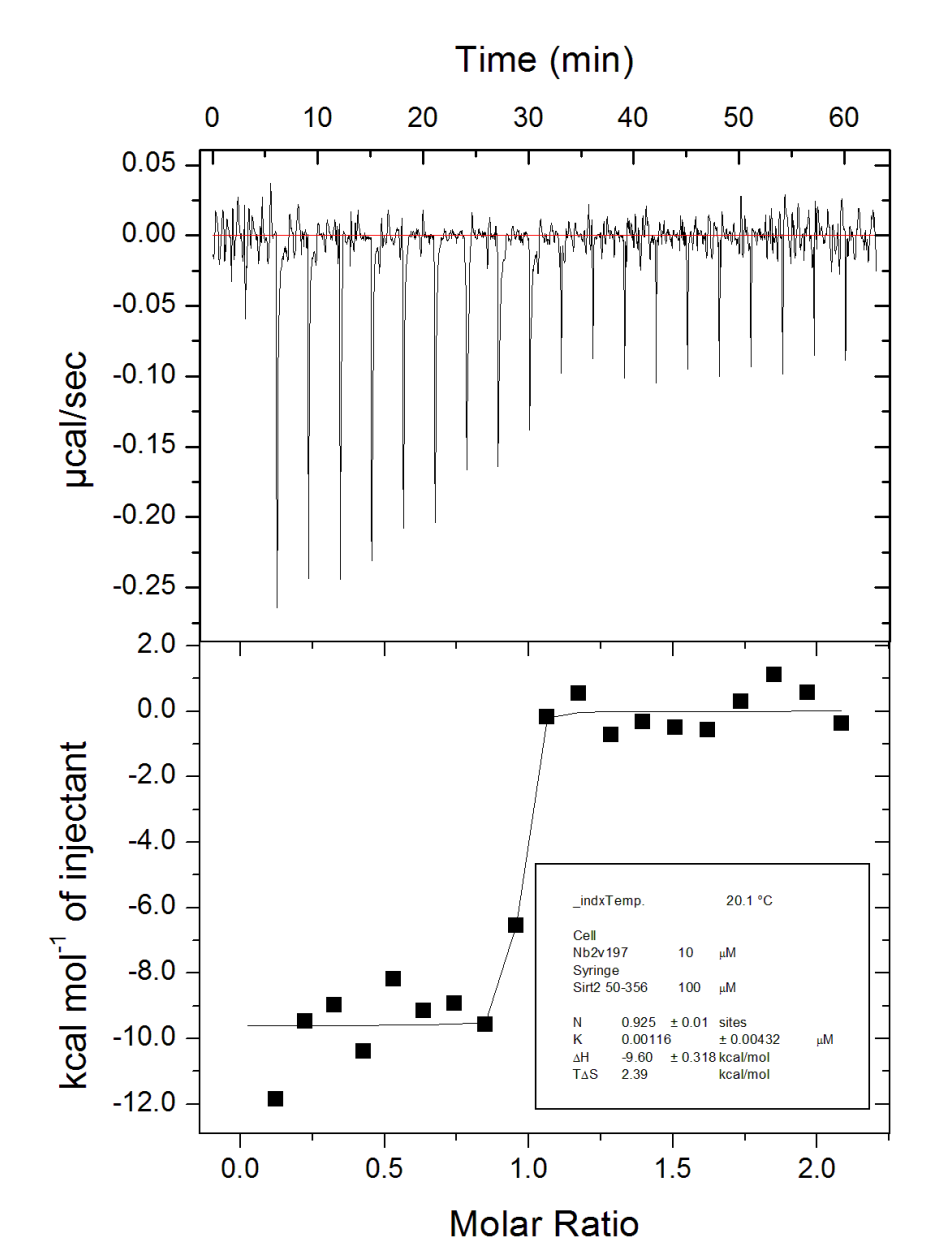 Time (min)
0 10 20 30 40 50 60
0.05
0.00
-0.05
-0.10
-0.15
-0.20
-0.25
µcal/sec
2.0
0.0
-2.0
-4.0
-6.0
-8.0
-10.0
-12.0
kcal mol⁻¹ of injectant
_indxTemp. 20.1 °C
Cell
Nb2v197 10 µM
Syringe
Sirt2 50-356 100 µM
N 0.925 ± 0.01 sites
K 0.00116 ± 0.00432 µM
ΔH -9.60 ± 0.318 kcal/mol
TΔS 2.39 kcal/mol
0.0 0.5 1.0 1.5 2.0
Molar Ratio